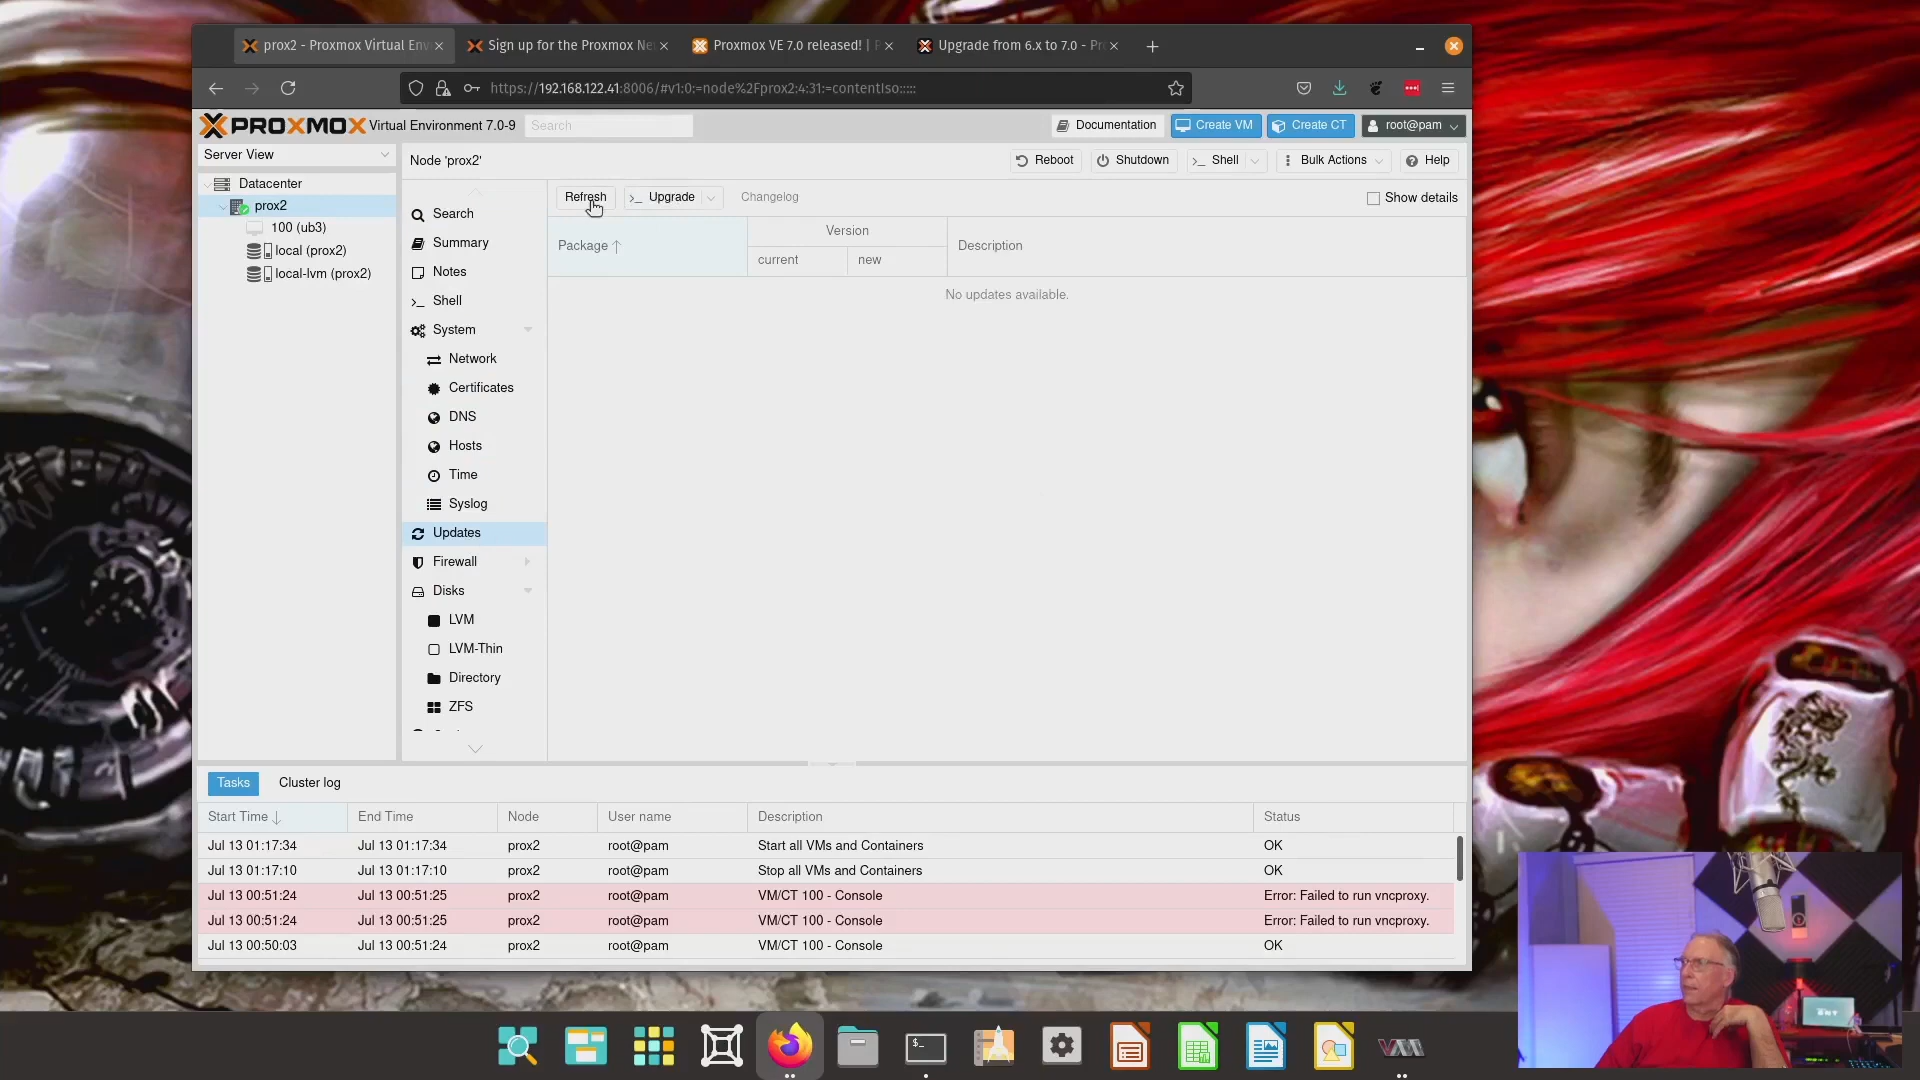 prox2 - Proxmox Virtual Env
Sign up for the Proxmox Ne
Proxmox VE 7.0 released! | P
Upgrade from 6.x to 7.0 - Pr
https://192.168.122.41:8006/#v1:0:=node%2Fprox2:4:31:=contentIso:::::
PROXMOX Virtual Environment 7.0-9
Search
Documentation
Create VM
Create CT
root@pam
Server View
Node 'prox2'
Reboot
Shutdown
Shell
Bulk Actions
Help
Datacenter
prox2
100 (ub3)
local (prox2)
local-lvm (prox2)
Search
Summary
Notes
Shell
System
Network
Certificates
DNS
Hosts
Time
Syslog
Updates
Firewall
Disks
LVM
LVM-Thin
Directory
ZFS
Refresh
Upgrade
Changelog
Show details
Package
Version
current
new
Description
No updates available.
Tasks
Cluster log
Start Time
End Time
Node
User name
Description
Status
Jul 13 01:17:34 Jul 13 01:17:34 prox2 root@pam Start all VMs and Containers OK
Jul 13 01:17:10 Jul 13 01:17:10 prox2 root@pam Stop all VMs and Containers OK
Jul 13 00:51:24 Jul 13 00:51:25 prox2 root@pam VM/CT 100 - Console Error: Failed to run vncproxy.
Jul 13 00:51:24 Jul 13 00:51:25 prox2 root@pam VM/CT 100 - Console Error: Failed to run vncproxy.
Jul 13 00:50:03 Jul 13 00:51:24 prox2 root@pam VM/CT 100 - Console OK